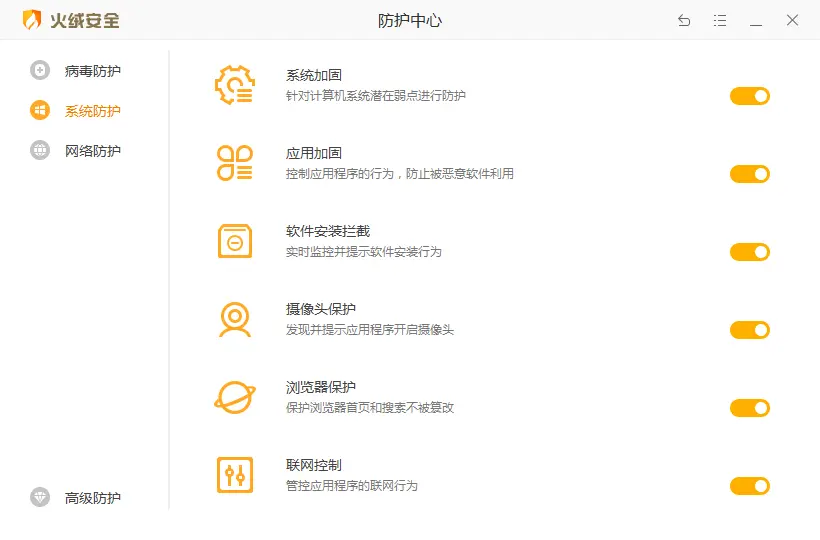 火绒安全
防护中心
病毒防护
系统防护
网络防护
高级防护
系统加固
针对计算机系统潜在弱点进行防护
应用加固
控制应用程序的行为，防止被恶意软件利用
软件安装拦截
实时监控并提示软件安装行为
摄像头保护
发现并提示应用程序开启摄像头
浏览器保护
保护浏览器首页和搜索不被篡改
联网控制
管控应用程序的联网行为